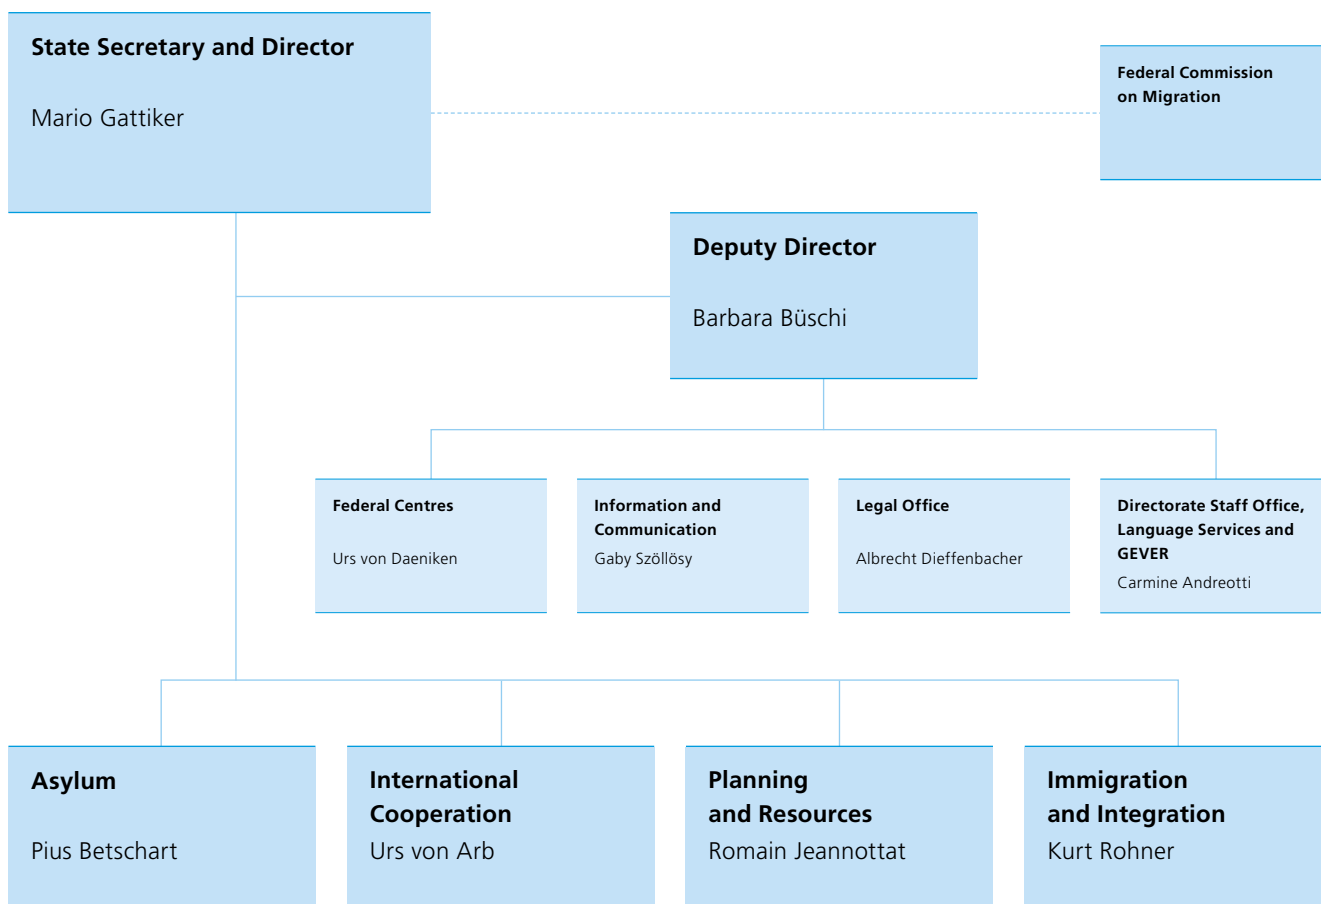 State Secretary and Director
Mario Gattiker
Federal Commission
on Migration
Deputy Director
Barbara Büschi
Federal Centres
Urs von Daeniken
Information and
Communication
Gaby Szöllösy
Legal Office
Albrecht Dieffenbacher
Directorate Staff Office,
Language Services and
GEVER
Carmine Andreotti
Asylum
Pius Betschart
International
Cooperation
Urs von Arb
Planning
and Resources
Romain Jeannottat
Immigration
and Integration
Kurt Rohner